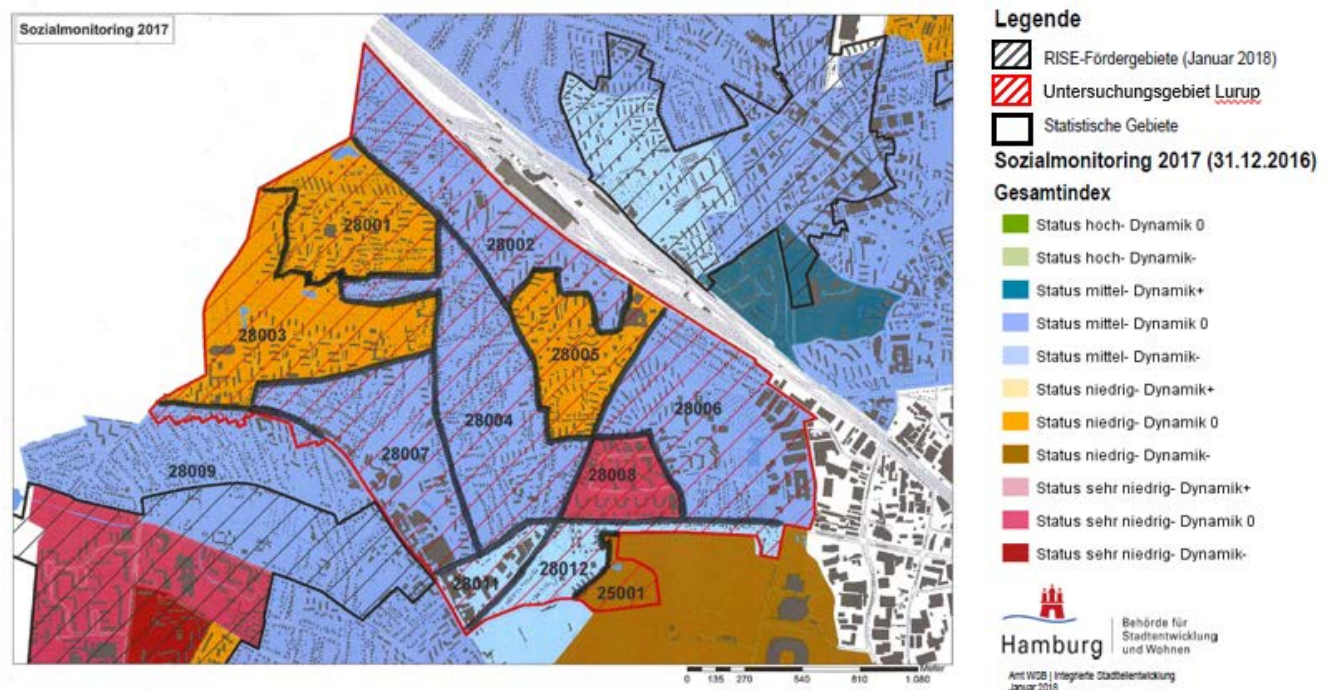 Sozialmonitoring 2017
28001
28002
28003
28005
28004
28006
28007
28008
28009
28011
28012
25001
0 135 270 540 810 1.080 Meter
Legende
RISE-Fördergebiete (Januar 2018)
Untersuchungsgebiet Lurup
Statistische Gebiete
Sozialmonitoring 2017 (31.12.2016)
Gesamtindex
Status hoch- Dynamik 0
Status hoch- Dynamik-
Status mittel- Dynamik+
Status mittel- Dynamik 0
Status mittel- Dynamik-
Status niedrig- Dynamik+
Status niedrig- Dynamik 0
Status niedrig- Dynamik-
Status sehr niedrig- Dynamik+
Status sehr niedrig- Dynamik 0
Status sehr niedrig- Dynamik-
Hamburg
Behörde für
Stadtentwicklung
und Wohnen
Amt WSB | Integrierte Stadtteilentwicklung
Januar 2018